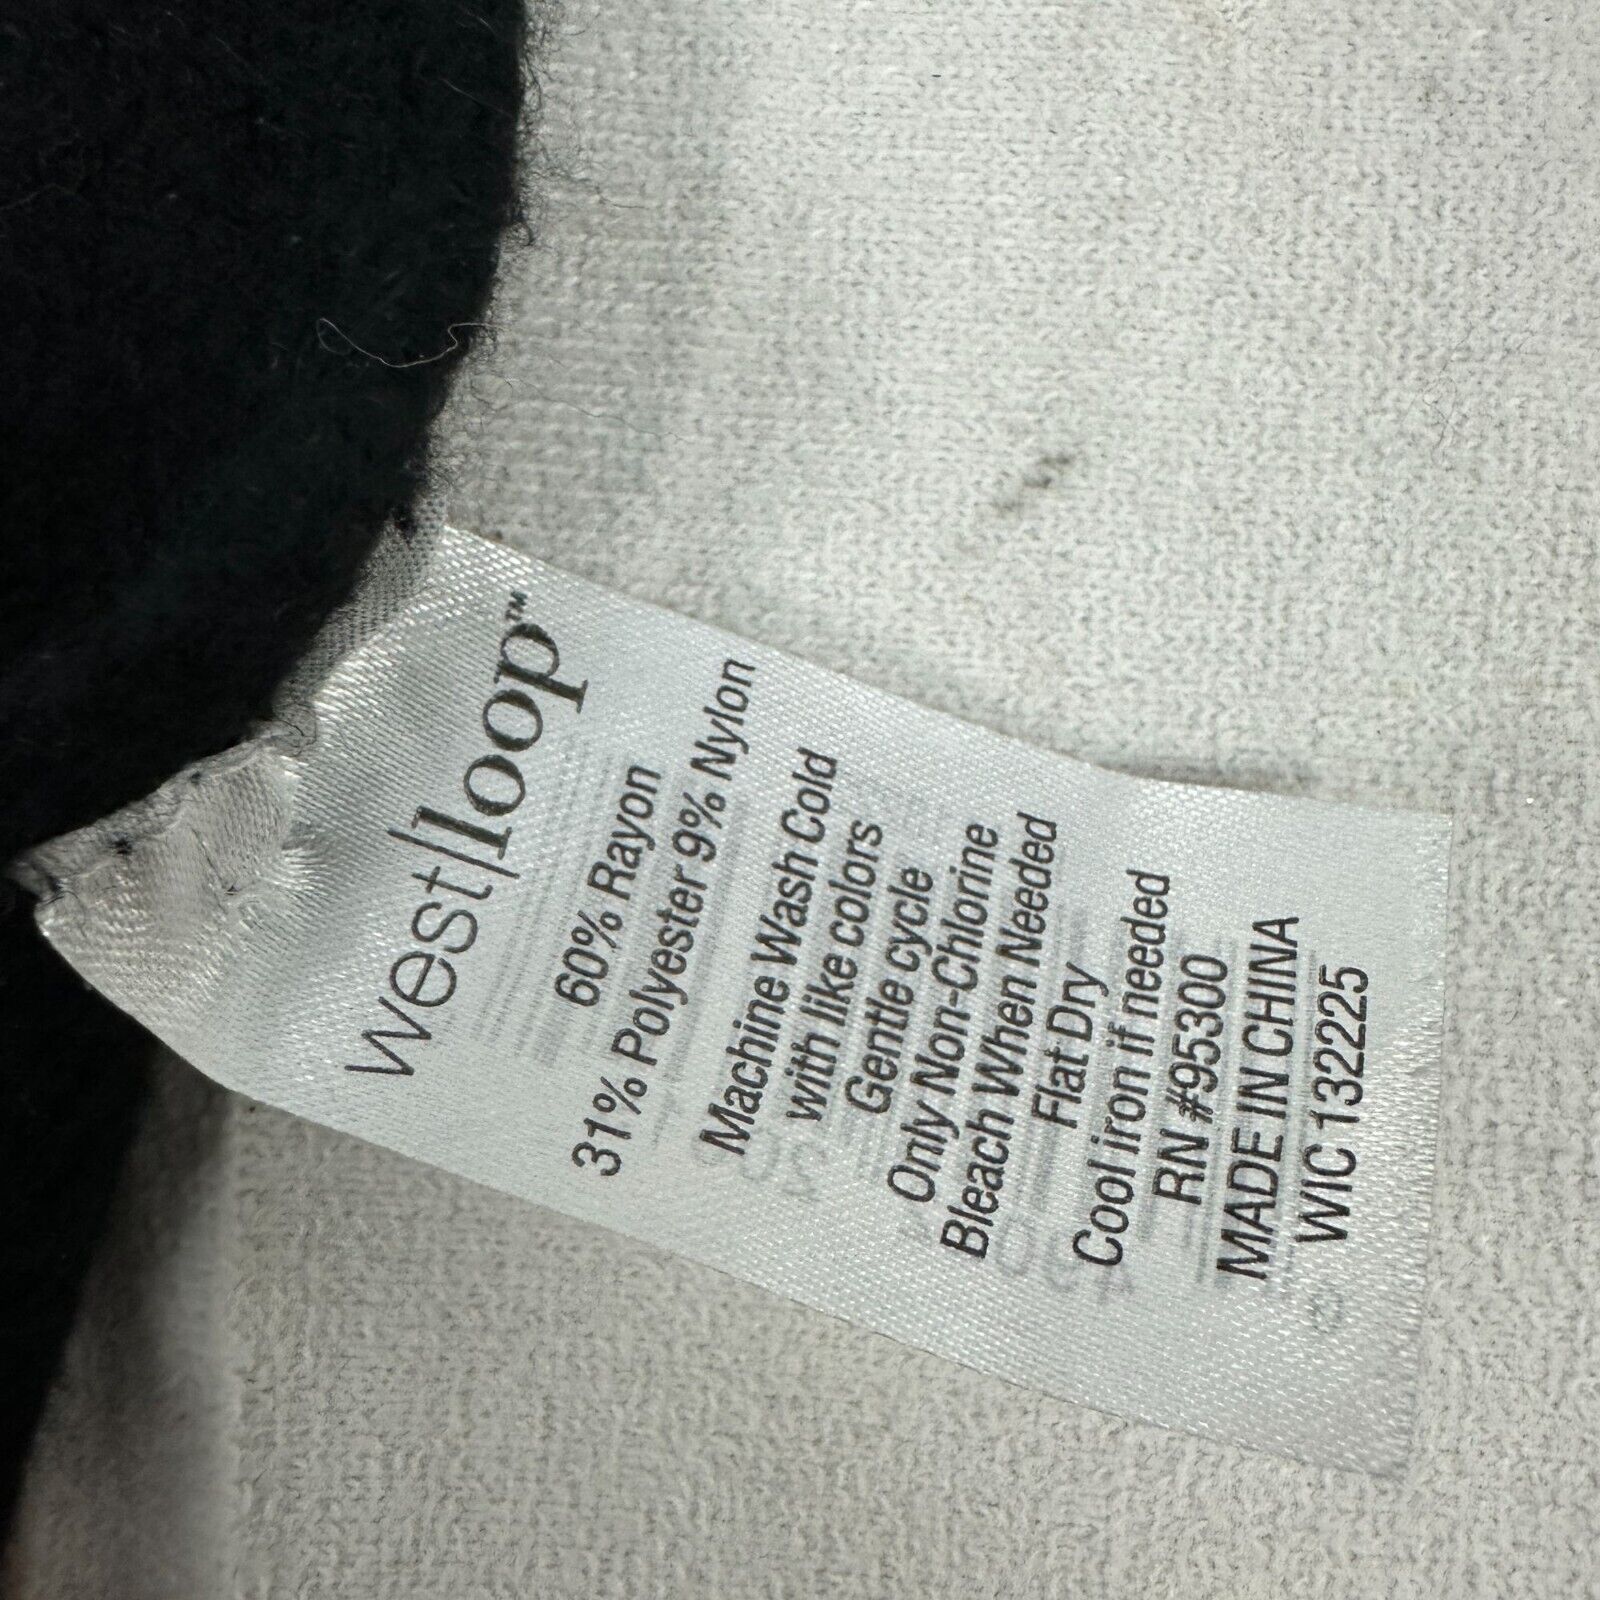 west|loop™
60% Rayon
31% Polyester 9% Nylon
Machine Wash Cold
with like colors
Gentle cycle
Only Non-Chlorine
Bleach When Needed
Flat Dry
Cool iron if needed
RN #95300
MADE IN CHINA
WIC 132225